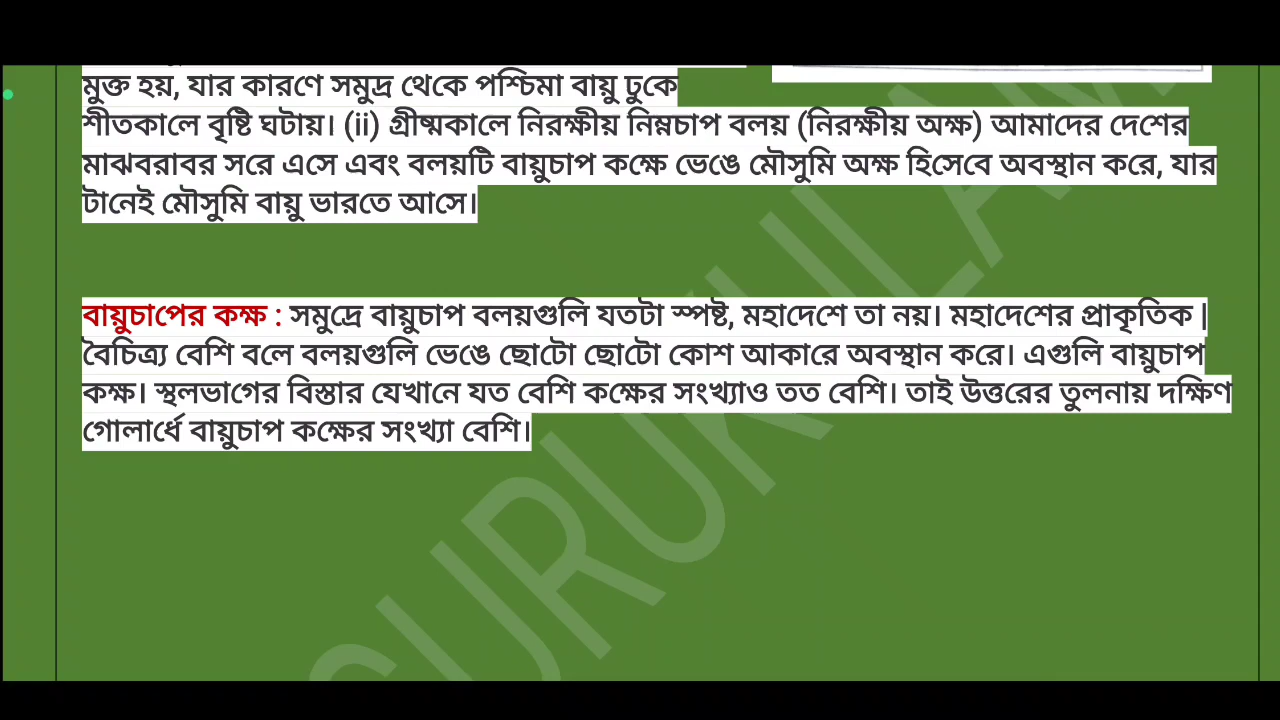 মুক্ত হয়, যার কারণে সমুদ্র থেকে পশ্চিমা বায়ু ঢুকে
শীতকালে বৃষ্টি ঘটায়। (ii) গ্রীষ্মকালে নিরক্ষীয় নিম্নচাপ বলয় (নিরক্ষীয় অক্ষ) আমাদের দেশের
মাঝবরাবর সরে এসে এবং বলয়টি বায়ুচাপ কক্ষে ভেঙে মৌসুমি অক্ষ হিসেবে অবস্থান করে, যার
টানেই মৌসুমি বায়ু ভারতে আসে।
বায়ুচাপের কক্ষ : সমুদ্রে বায়ুচাপ বলয়গুলি যতটা স্পষ্ট, মহাদেশে তা নয়। মহাদেশের প্রাকৃতিক |
বৈচিত্র্য বেশি বলে বলয়গুলি ভেঙে ছোটো ছোটো কোশ আকারে অবস্থান করে। এগুলি বায়ুচাপ
কক্ষ। স্থলভাগের বিস্তার যেখানে যত বেশি কক্ষের সংখ্যাও তত বেশি। তাই উত্তরের তুলনায় দক্ষিণ
গোলার্ধে বায়ুচাপ কক্ষের সংখ্যা বেশি।